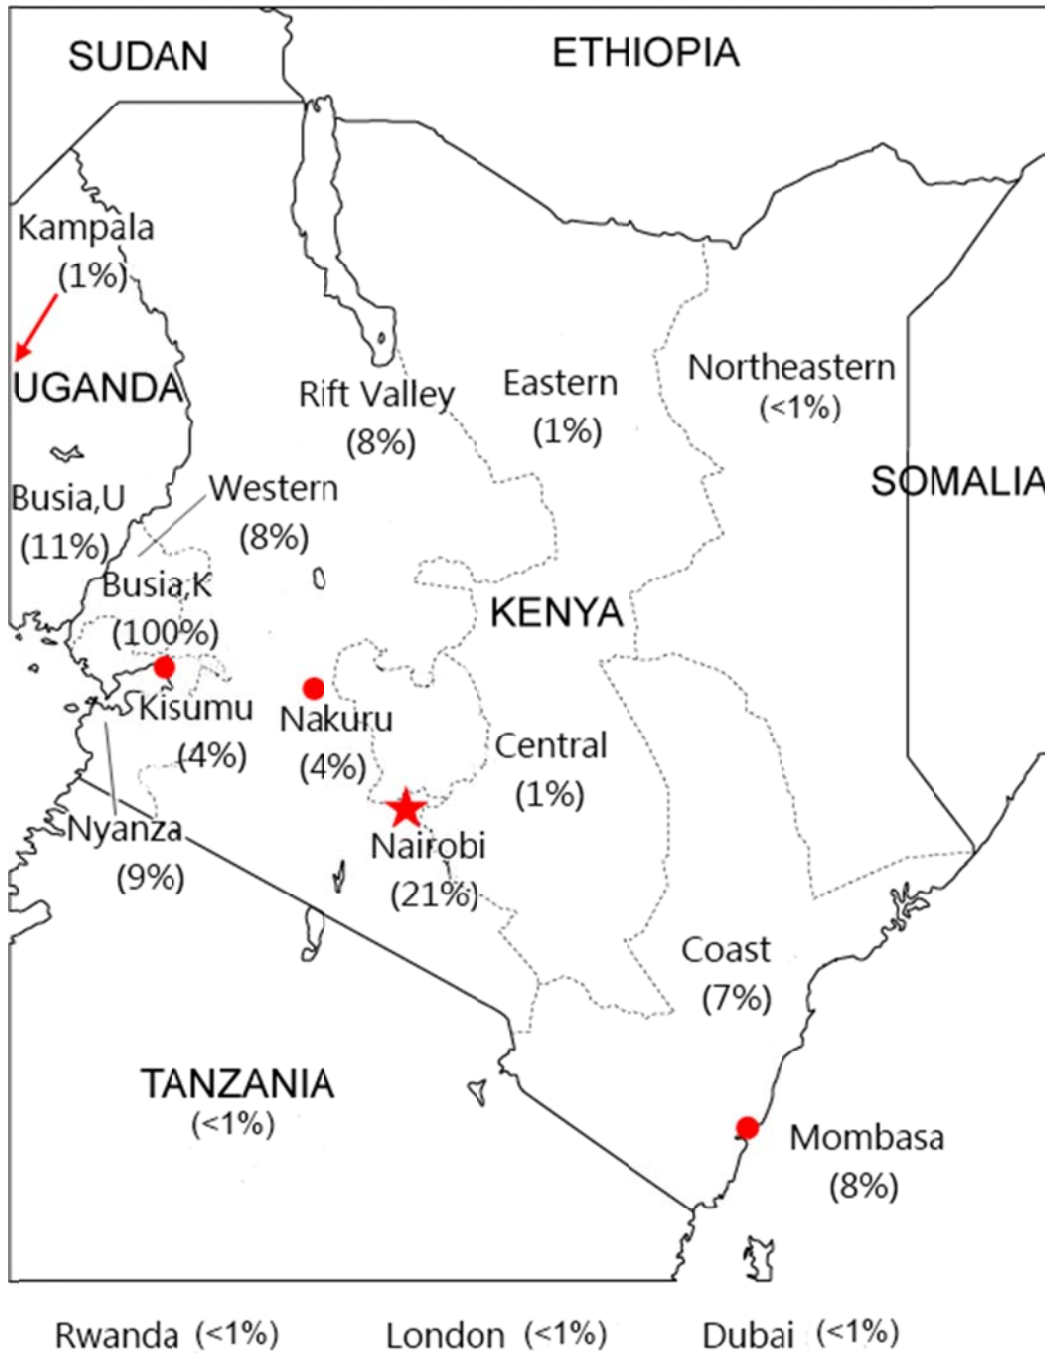 SUDAN
ETHIOPIA
Kampala
(1%)
UGANDA
Rift Valley
(8%)
Eastern
(1%)
Northeastern
(<1%)
SOMALIA
Busia,U
(11%)
Western
(8%)
Busia,K
(100%)
KENYA
Kisumu
(4%)
Nakuru
(4%)
Central
(1%)
Nyanza
(9%)
Nairobi
(21%)
Coast
(7%)
TANZANIA
(<1%)
Mombasa
(8%)
Rwanda (<1%) London (<1%) Dubai (<1%)